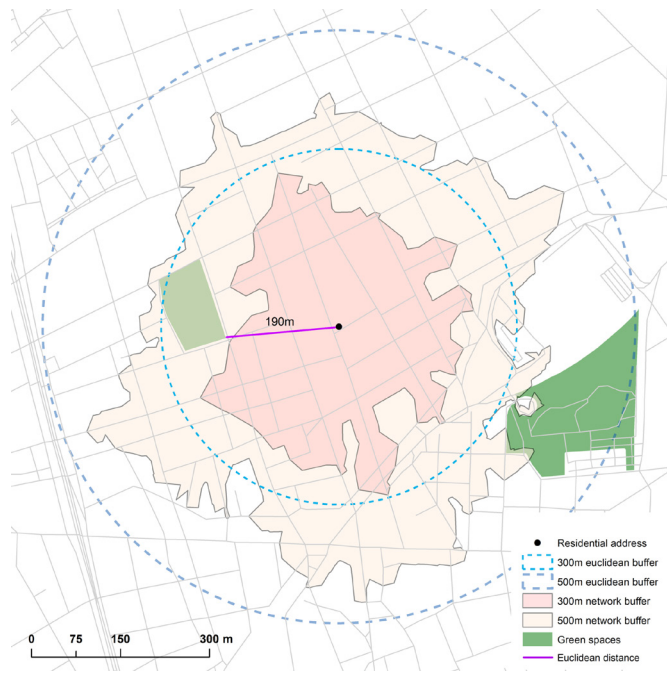 190m
Residential address
300m euclidean buffer
500m euclidean buffer
300m network buffer
500m network buffer
Green spaces
Euclidean distance
0 75 150 300 m